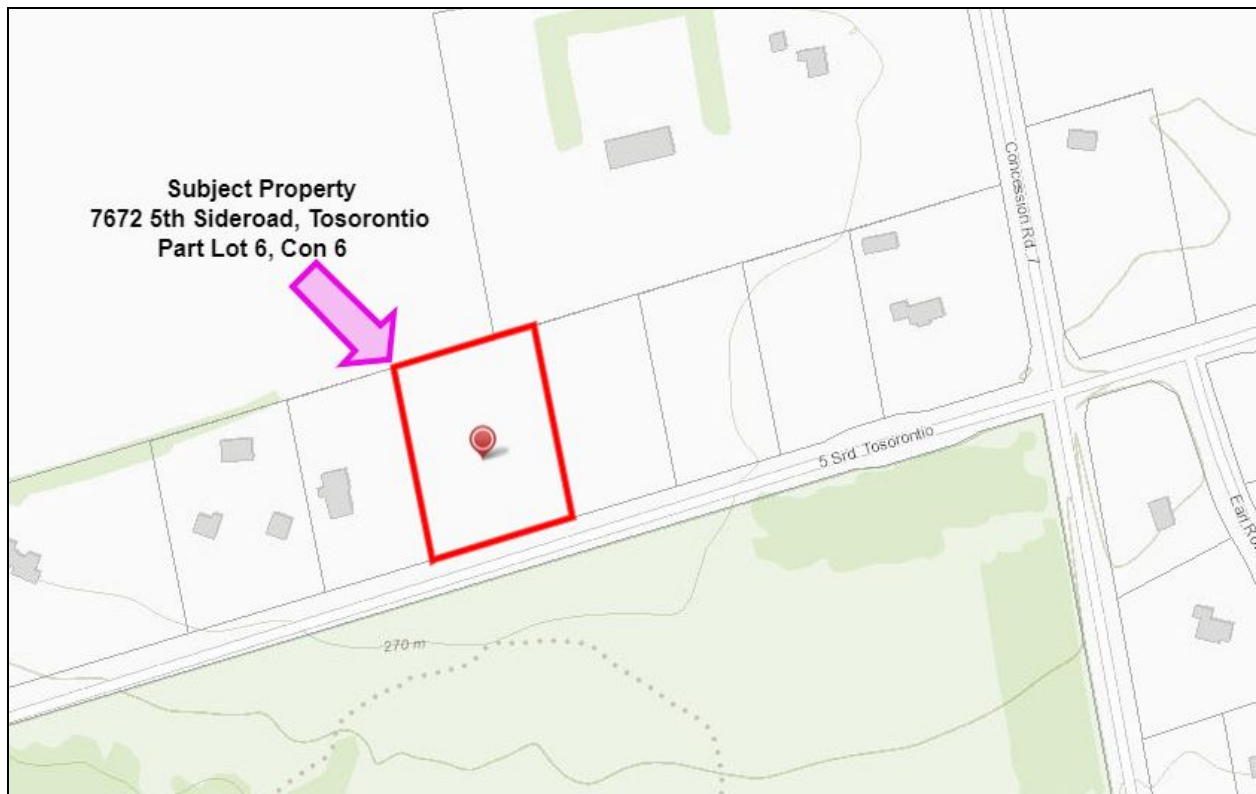 Subject Property
7672 5th Sideroad, Tosorontio
Part Lot 6, Con 6
Concession Rd. 7
5 Srd Tosorontio
Earl Ro
270 m